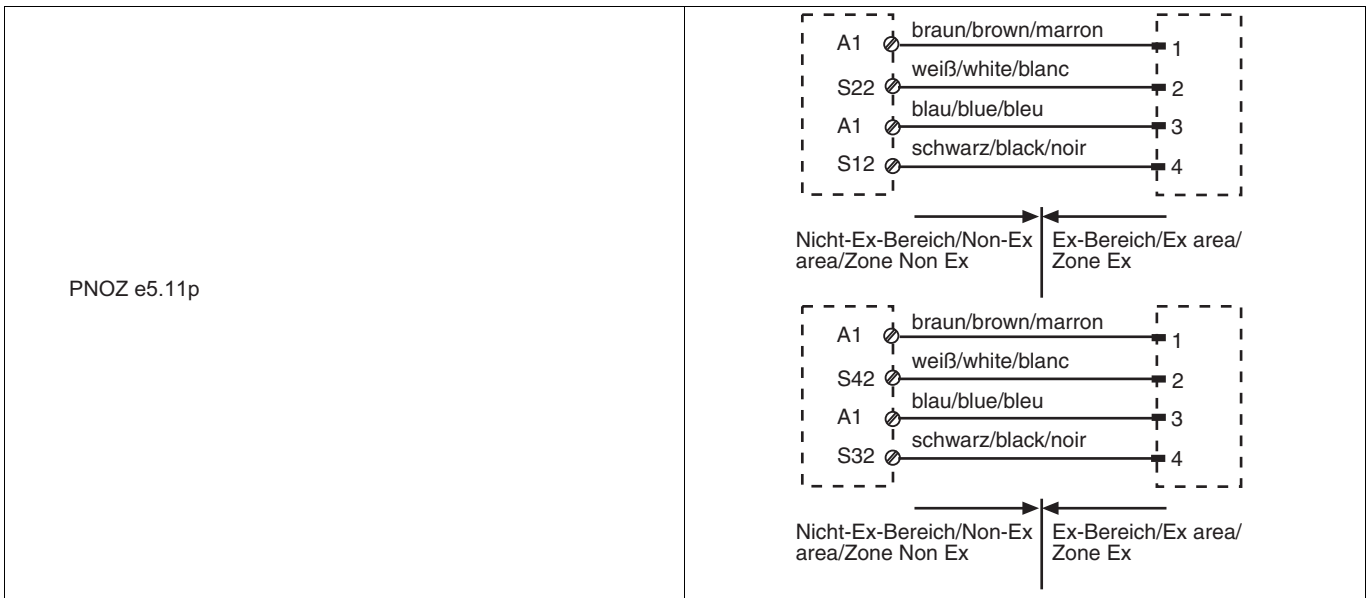 PNOZ e5.11p
braun/brown/marron
A1
1
weiß/white/blanc
S22
2
blau/blue/bleu
A1
3
schwarz/black/noir
S12
4
Nicht-Ex-Bereich/Non-Ex
area/Zone Non Ex
Ex-Bereich/Ex area/
Zone Ex
braun/brown/marron
A1
1
weiß/white/blanc
S42
2
blau/blue/bleu
A1
3
schwarz/black/noir
S32
4
Nicht-Ex-Bereich/Non-Ex
area/Zone Non Ex
Ex-Bereich/Ex area/
Zone Ex